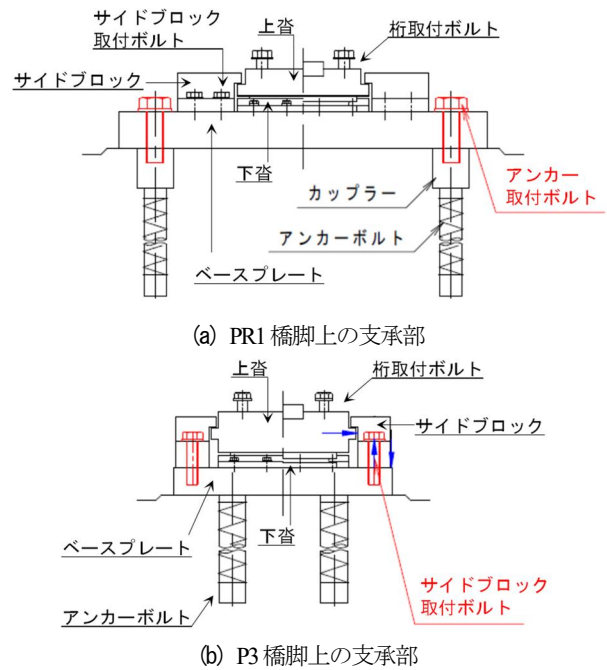 サイドブロック
取付ボルト
上沓
桁取付ボルト
サイドブロック
下沓
カップラー
アンカー
取付ボルト
アンカーボルト
ベースプレート
(a) PR1 橋脚上の支承部
上沓
桁取付ボルト
サイドブロック
ベースプレート
下沓
サイドブロック
取付ボルト
アンカーボルト
(b) P3 橋脚上の支承部